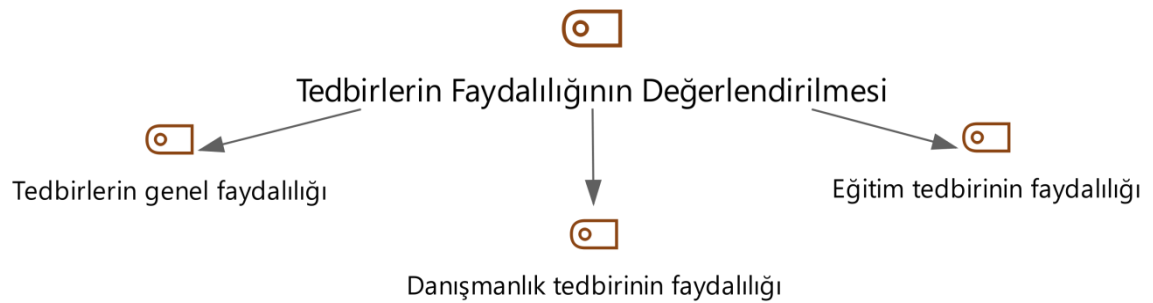 Tedbirlerin Faydalılığının Değerlendirilmesi
Tedbirlerin genel faydalılığı
Eğitim tedbirinin faydalılığı
Danışmanlık tedbirinin faydalılığı